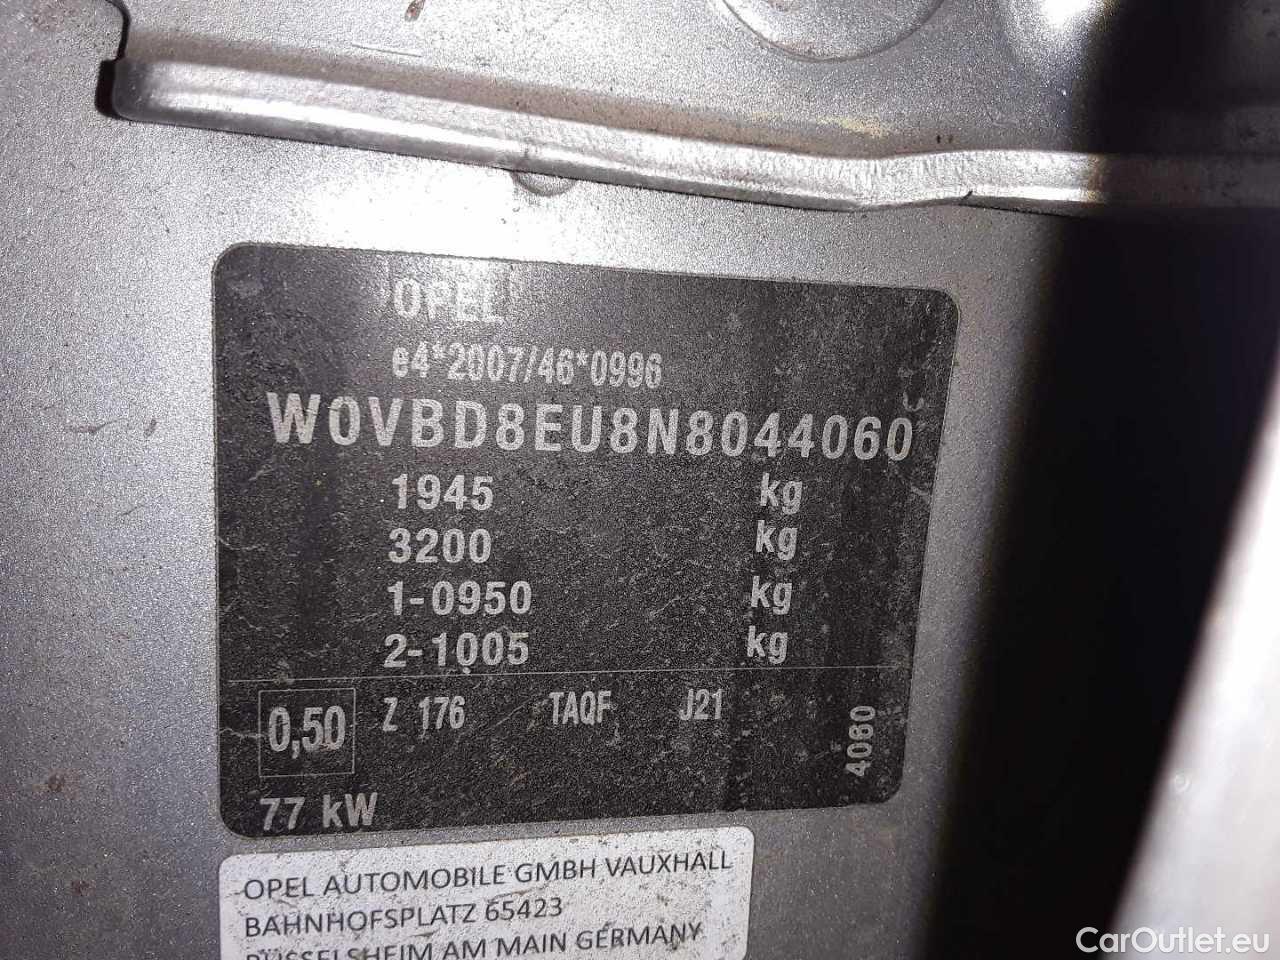 OPEL
e4*2007/46*0996
W0VBD8EU8N8044060
1945 kg
3200 kg
1-0950 kg
2-1005 kg
0,50 Z 176 TAQF J21
4080
77 kW
OPEL AUTOMOBILE GMBH VAUXHALL
BAHNHOFSPLATZ 65423
RÜSSELSHEIM AM MAIN GERMANY
CarOutlet.eu